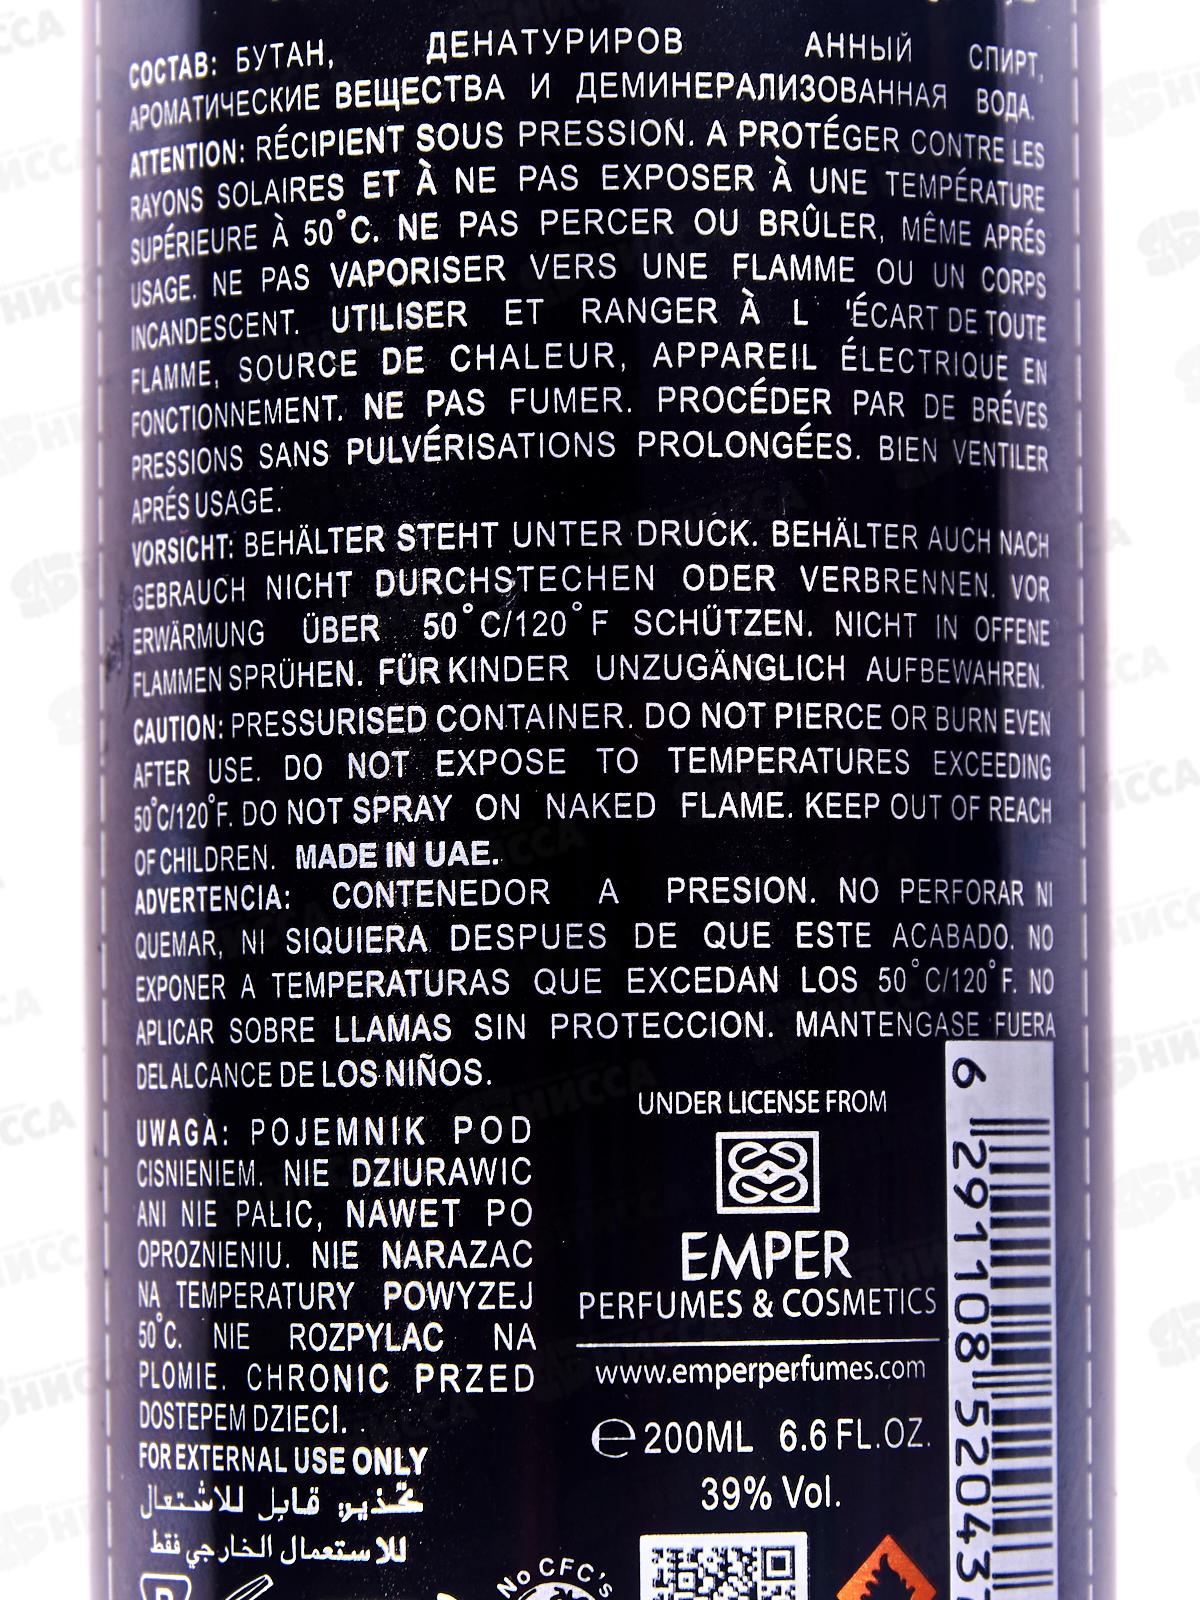 СОСТАВ: БУТАН, ДЕНАТУРИРОВ АННЫЙ СПИРТ,
АРОМАТИЧЕСКИЕ ВЕЩЕСТВА И ДЕМИНЕРАЛИЗОВАННАЯ ВОДА.
ATTENTION: RÉCIPIENT SOUS PRESSION. A PROTÉGER CONTRE LES
RAYONS SOLAIRES ET À NE PAS EXPOSER À UNE TEMPÉRATURE
SUPÉRIEURE À 50°C. NE PAS PERCER OU BRÛLER, MÊME APRÉS
USAGE. NE PAS VAPORISER VERS UNE FLAMME OU UN CORPS
INCANDESCENT. UTILISER ET RANGER À L 'ÉCART DE TOUTE
FLAMME, SOURCE DE CHALEUR, APPAREIL ÉLECTRIQUE EN
FONCTIONNEMENT. NE PAS FUMER. PROCÉDER PAR DE BRÉVES
PRESSIONS SANS PULVÉRISATIONS PROLONGÉES. BIEN VENTILER
APRÉS USAGE.
VORSICHT: BEHÄLTER STEHT UNTER DRUCK. BEHÄLTER AUCH NACH
GEBRAUCH NICHT DURCHSTECHEN ODER VERBRENNEN. VOR
ERWÄRMUNG ÜBER 50°C/120°F SCHÜTZEN. NICHT IN OFFENE
FLAMMEN SPRÜHEN. FÜR KINDER UNZUGÄNGLICH AUFBEWAHREN.
CAUTION: PRESSURISED CONTAINER. DO NOT PIERCE OR BURN EVEN
AFTER USE. DO NOT EXPOSE TO TEMPERATURES EXCEEDING
50°C/120°F. DO NOT SPRAY ON NAKED FLAME. KEEP OUT OF REACH
OF CHILDREN. MADE IN UAE.
ADVERTENCIA: CONTENEDOR A PRESION. NO PERFORAR NI
QUEMAR, NI SIQUIERA DESPUES DE QUE ESTE ACABADO. NO
EXPONER A TEMPERATURAS QUE EXCEDAN LOS 50°C/120°F. NO
APLICAR SOBRE LLAMAS SIN PROTECCION. MANTENGASE FUERA
DEL ALCANCE DE LOS NIÑOS.
UWAGA: POJEMNIK POD
CISNIENIEM. NIE DZIURAWIC
ANI NIE PALIC, NAWET PO
OPROZNIENIU. NIE NARAZAC
NA TEMPERATURY POWYZEJ
50°C. NIE ROZPYLAC NA
PLOMIE. CHRONIC PRZED
DOSTEPEM DZIECI.
FOR EXTERNAL USE ONLY
تحذير: قابل للاشتعال
للاستعمال الخارجي فقط
UNDER LICENSE FROM
EMPER
PERFUMES & COSMETICS
www.emperperfumes.com
℮ 200ML 6.6 FL.OZ.
39% Vol.
No CFC's
6 291108 520437